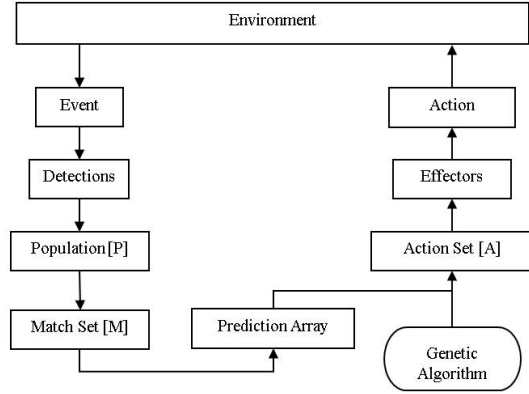 Environment
Event
Action
Detections
Effectors
Population [P]
Action Set [A]
Match Set [M]
Prediction Array
Genetic
Algorithm